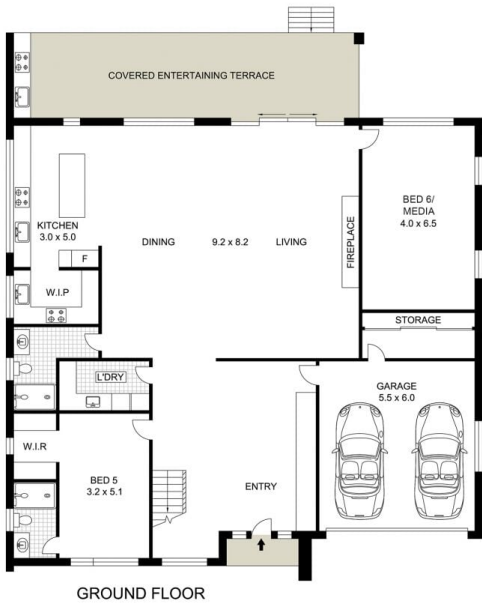 COVERED ENTERTAINING TERRACE
KITCHEN
3.0 x 5.0
F
DINING
9.2 x 8.2
LIVING
FIREPLACE
BED 6/
MEDIA
4.0 x 6.5
W.I.P
STORAGE
L'DRY
GARAGE
5.5 x 6.0
W.I.R
BED 5
3.2 x 5.1
ENTRY
GROUND FLOOR